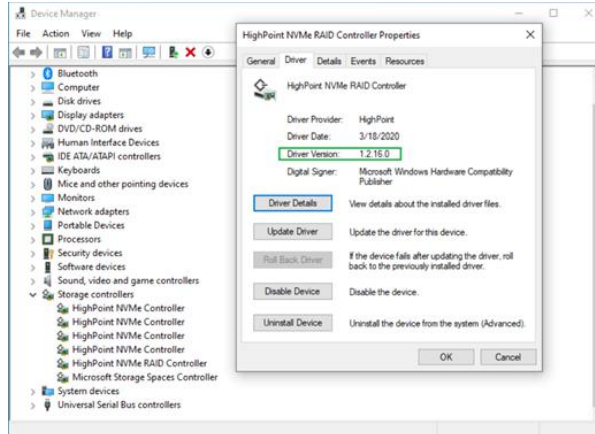 Device Manager
File Action View Help
Bluetooth
Computer
Disk drives
Display adapters
DVD/CD-ROM drives
Human Interface Devices
IDE ATA/ATAPI controllers
Keyboards
Mice and other pointing devices
Monitors
Network adapters
Portable Devices
Processors
Security devices
Software devices
Sound, video and game controllers
Storage controllers
HighPoint NVMe Controller
HighPoint NVMe Controller
HighPoint NVMe Controller
HighPoint NVMe Controller
HighPoint NVMe RAID Controller
Microsoft Storage Spaces Controller
System devices
Universal Serial Bus controllers
HighPoint NVMe RAID Controller Properties
General Driver Details Events Resources
HighPoint NVMe RAID Controller
Driver Provider: HighPoint
Driver Date: 3/18/2020
Driver Version: 1.2.16.0
Digital Signer: Microsoft Windows Hardware Compatibility
Publisher
Driver Details View details about the installed driver files.
Update Driver Update the driver for this device.
Roll Back Driver If the device fails after updating the driver, roll
back to the previously installed driver.
Disable Device Disable the device.
Uninstall Device Uninstall the device from the system (Advanced).
OK Cancel